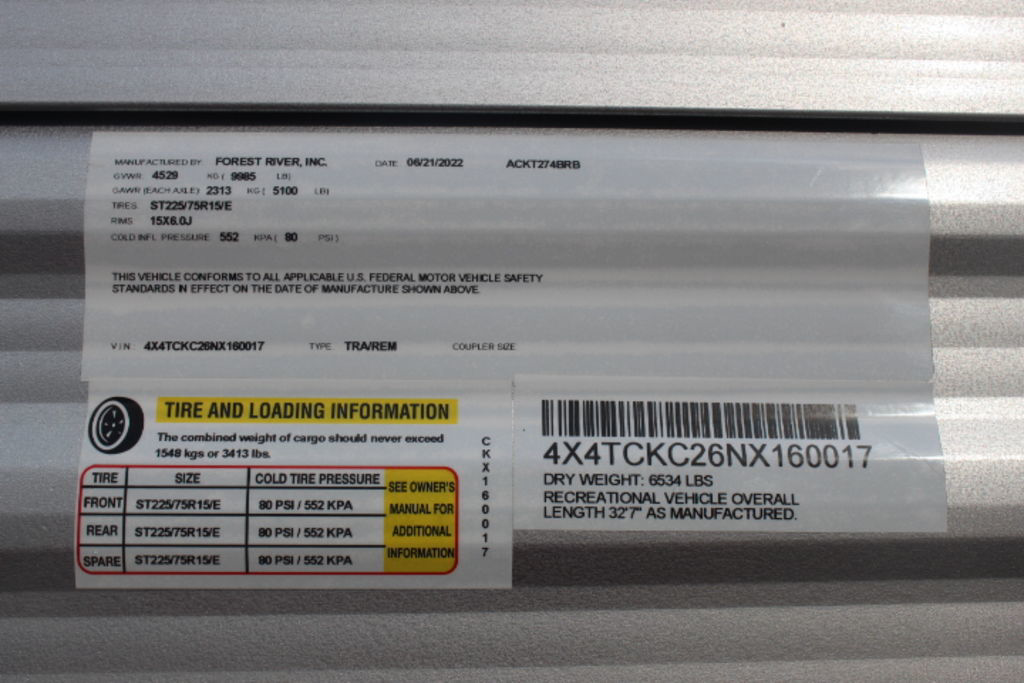 MANUFACTURED BY: FOREST RIVER, INC. DATE: 06/21/2022 ACKT274BRB
GVWR: 4529 KG ( 9985 LB)
GAWR (EACH AXLE) 2313 KG ( 5100 LB)
TIRES: ST225/75R15/E
RIMS: 15X6.0J
COLD INFL. PRESSURE: 552 KPA ( 80 PSI )
THIS VEHICLE CONFORMS TO ALL APPLICABLE U.S. FEDERAL MOTOR VEHICLE SAFETY
STANDARDS IN EFFECT ON THE DATE OF MANUFACTURE SHOWN ABOVE.
V I N: 4X4TCKC26NX160017 TYPE: TRA/REM COUPLER SIZE
TIRE AND LOADING INFORMATION
The combined weight of cargo should never exceed
1548 kgs or 3413 lbs.
TIRE SIZE COLD TIRE PRESSURE
FRONT ST225/75R15/E 80 PSI / 552 KPA
REAR ST225/75R15/E 80 PSI / 552 KPA
SPARE ST225/75R15/E 80 PSI / 552 KPA
SEE OWNER'S
MANUAL FOR
ADDITIONAL
INFORMATION
CKX160017
4X4TCKC26NX160017
DRY WEIGHT: 6534 LBS
RECREATIONAL VEHICLE OVERALL
LENGTH 32'7" AS MANUFACTURED.